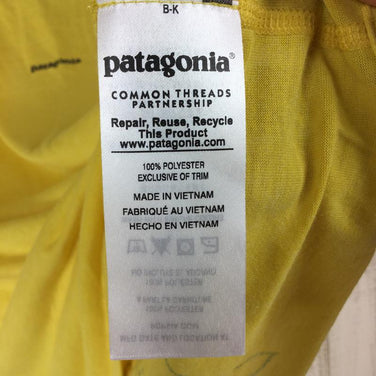 B-K
patagonia®
COMMON THREADS
PARTNERSHIP
Repair, Reuse, Recycle
This Product
www.patagonia.com
100% POLYESTER
EXCLUSIVE OF TRIM
MADE IN VIETNAM
FABRIQUÉ AU VIETNAM
HECHO EN VIETNAM
patagonia